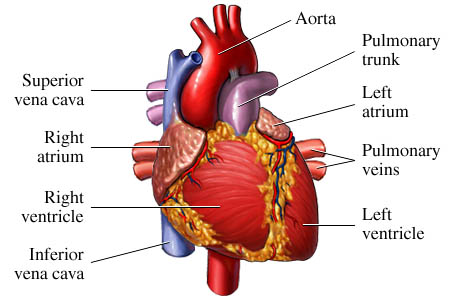 Aorta
Pulmonary
trunk
Superior
vena cava
Left
atrium
Right
atrium
Pulmonary
veins
Right
ventricle
Left
ventricle
Inferior
vena cava